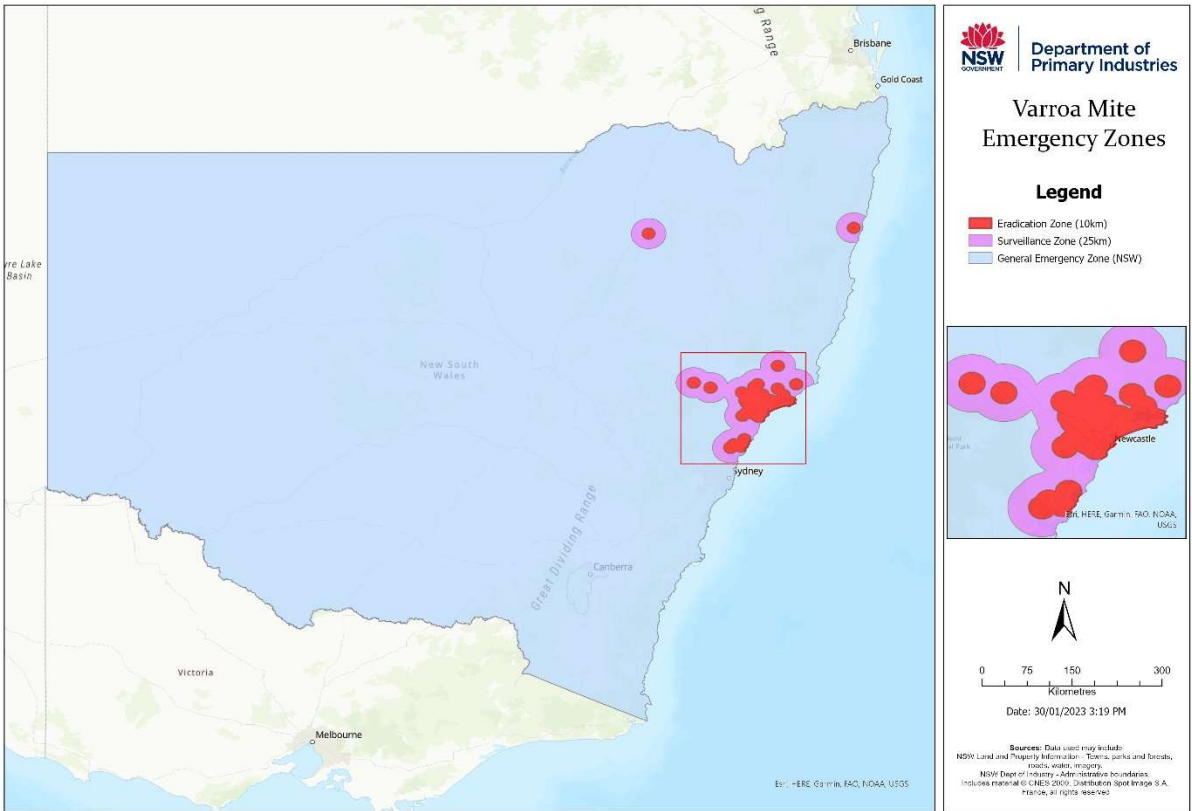 Range
Brisbane
Gold Coast
yre Lake
Basin
New South
Wales
Sydney
Great Dividing Range
Canberra
Victoria
Melbourne
Esri, HERE, Garmin, FAO, NOAA, USGS
NSW
GOVERNMENT
Department of
Primary Industries
Varroa Mite
Emergency Zones
Legend
Eradication Zone (10km)
Surveillance Zone (25km)
General Emergency Zone (NSW)
Newcastle
al Park
Esri, HERE, Garmin, FAO, NOAA,
USGS
N
0 75 150 300
Kilometres
Date: 30/01/2023 3:19 PM
Sources: Data used may include
NSW Land and Property Information - Towns, parks and forests,
roads, water, imagery.
NSW Dept of Industry - Administrative boundaries.
Includes material © CNES 2009, Distribution Spot Image S.A.
France, all rights reserved